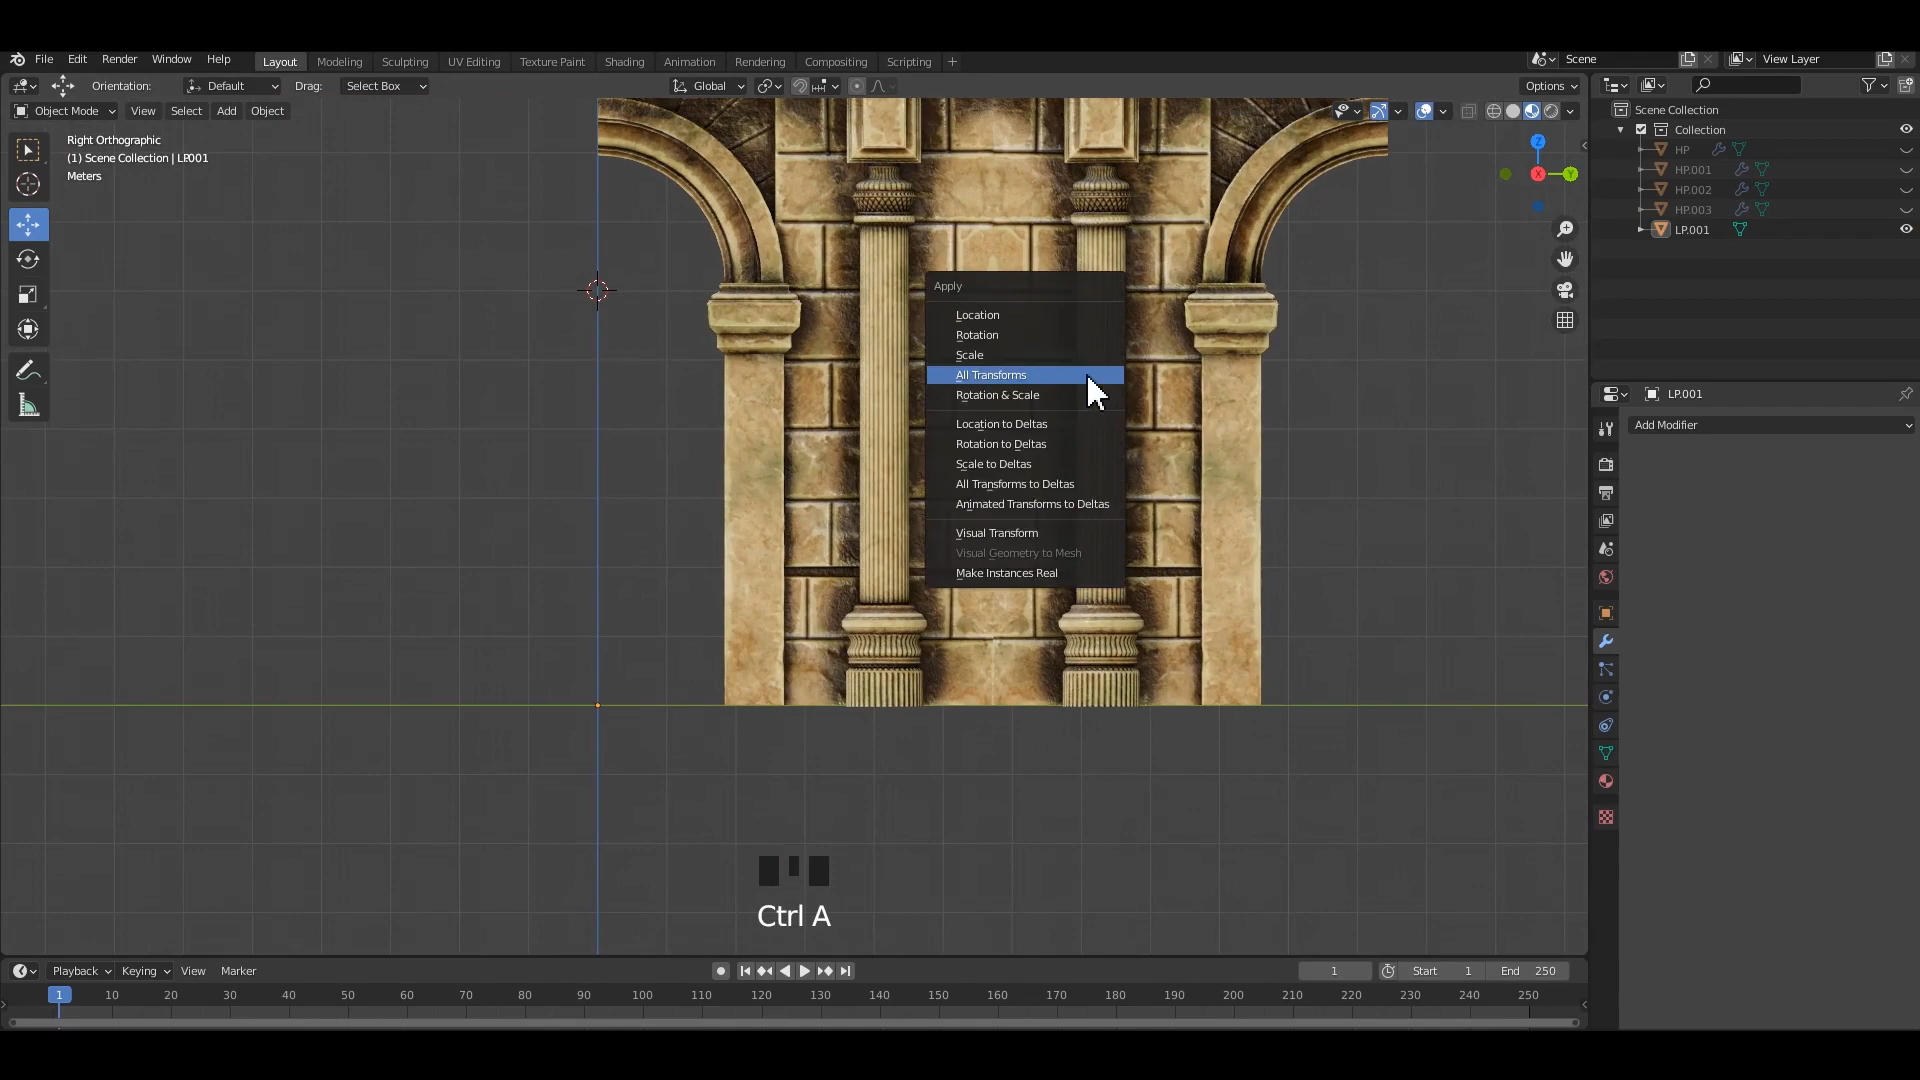 File Edit Render Window Help Layout Modeling Sculpting UV Editing Texture Paint Shading Animation Rendering Compositing Scripting + Scene View Layer
Orientation: Default Drag: Select Box Global Options
Object Mode View Select Add Object
Right Orthographic
(1) Scene Collection | LP.001
Meters
Z
X
Y
Scene Collection
Collection
HP
HP.001
HP.002
HP.003
LP.001
LP.001
Add Modifier
Apply
Location
Rotation
Scale
All Transforms
Rotation & Scale
Location to Deltas
Rotation to Deltas
Scale to Deltas
All Transforms to Deltas
Animated Transforms to Deltas
Visual Transform
Visual Geometry to Mesh
Make Instances Real
Ctrl A
Playback Keying View Marker 1 Start 1 End 250
1 10 20 30 40 50 60 70 80 90 100 110 120 130 140 150 160 170 180 190 200 210 220 230 240 250